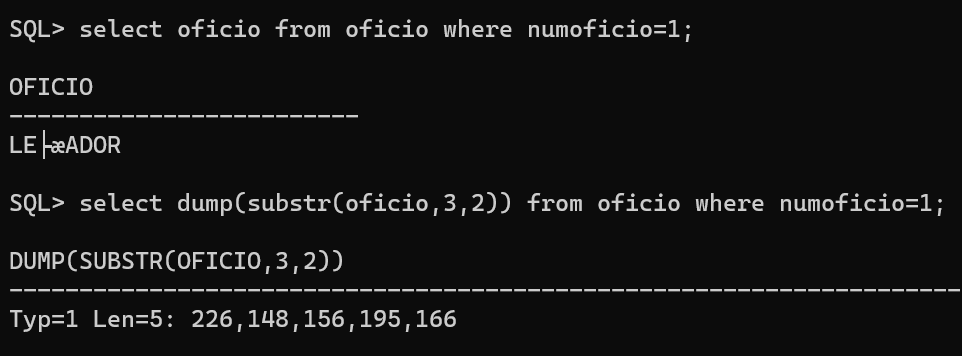 SQL> select oficio from oficio where numoficio=1;
OFICIO
-------------------------
LE├æADOR
SQL> select dump(substr(oficio,3,2)) from oficio where numoficio=1;
DUMP(SUBSTR(OFICIO,3,2))
--------------------------------------------------------------------
Typ=1 Len=5: 226,148,156,195,166